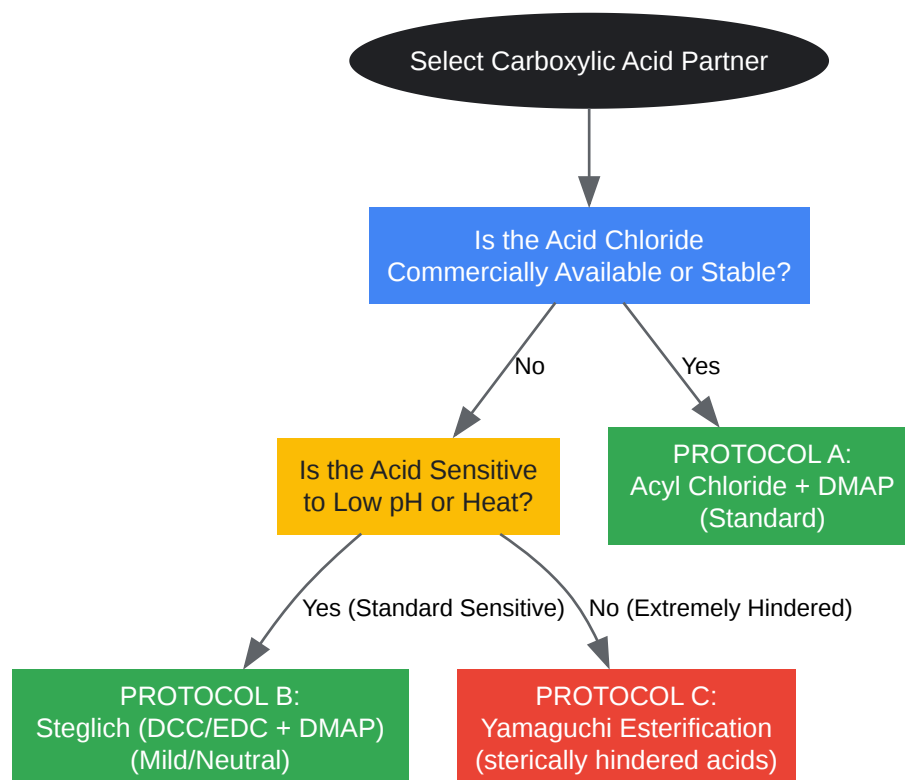 Select Carboxylic Acid Partner
Is the Acid Chloride
Commercially Available or Stable?
No
Yes
Is the Acid Sensitive
to Low pH or Heat?
PROTOCOL A:
Acyl Chloride + DMAP
(Standard)
Yes (Standard Sensitive)
No (Extremely Hindered)
PROTOCOL B:
Steglich (DCC/EDC + DMAP)
(Mild/Neutral)
PROTOCOL C:
Yamaguchi Esterification
(sterically hindered acids)